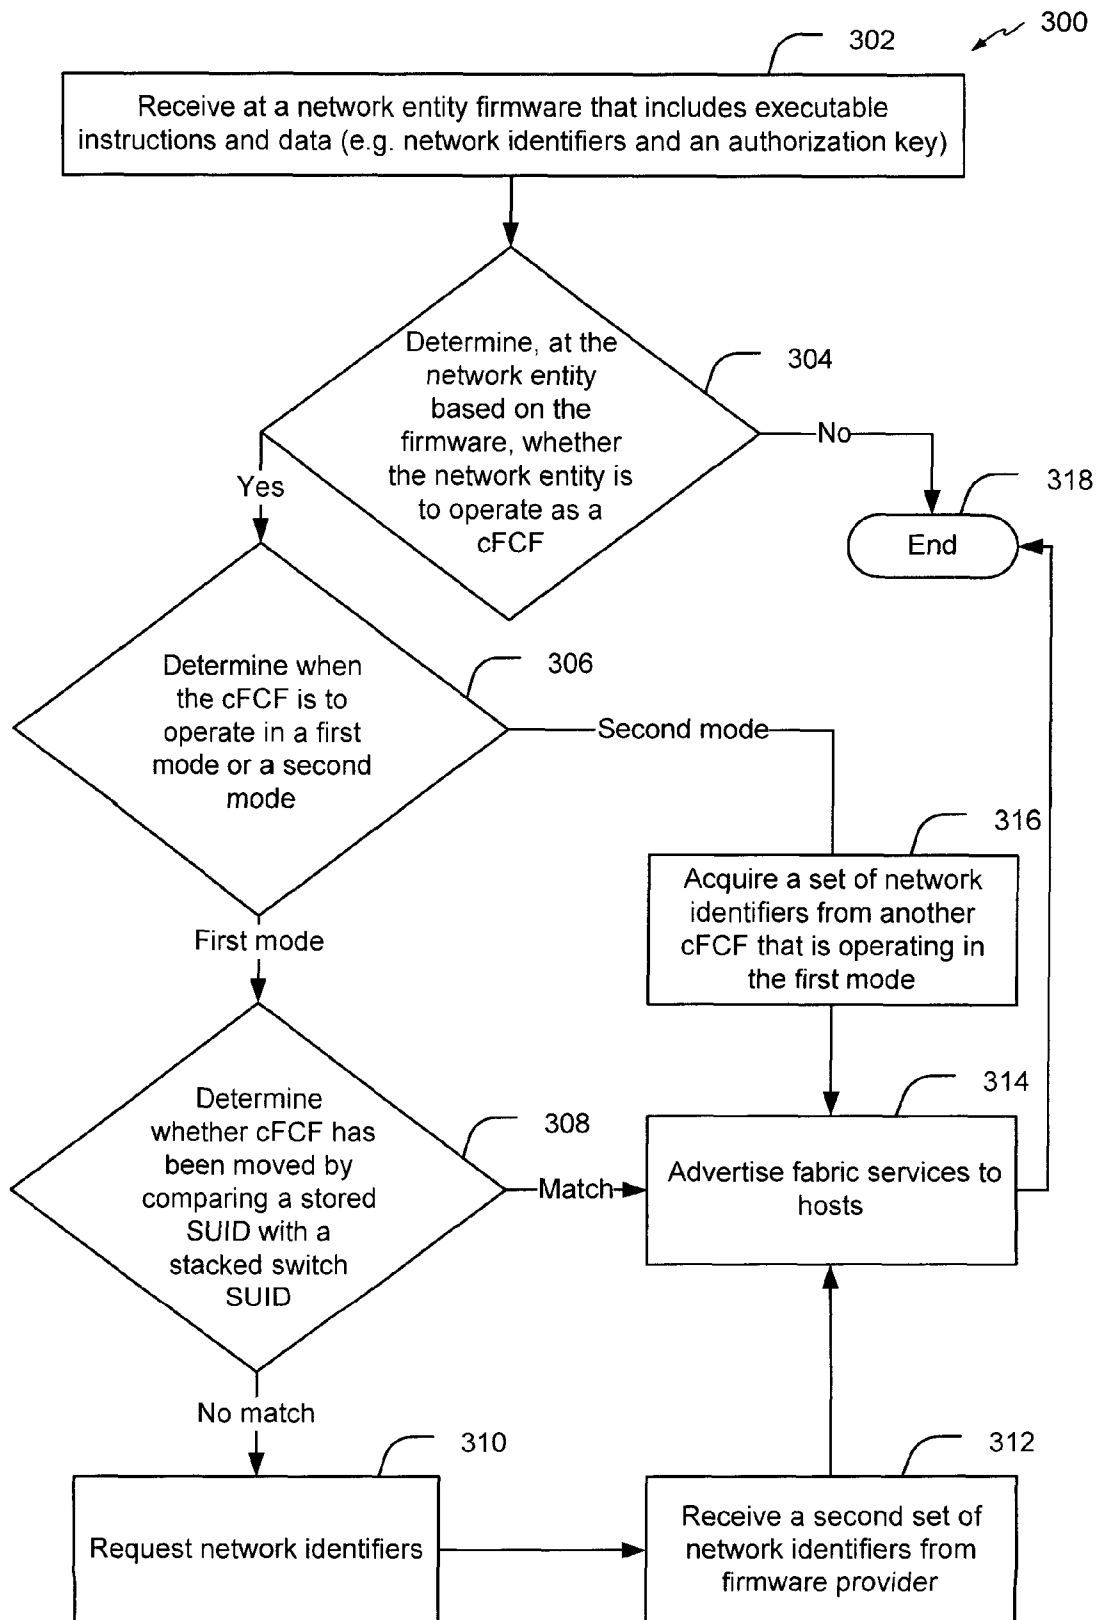 300
302
Receive at a network entity firmware that includes executable
instructions and data (e.g. network identifiers and an authorization key)
304
Determine, at the
network entity
based on the
firmware, whether
the network entity is
to operate as a
cFCF
No
Yes
318
End
306
Determine when
the cFCF is to
operate in a first
mode or a second
mode
Second mode
316
Acquire a set of network
identifiers from another
cFCF that is operating in
the first mode
First mode
308
Determine
whether cFCF has
been moved by
comparing a stored
SUID with a
stacked switch
SUID
Match
314
Advertise fabric services to
hosts
No match
310
Request network identifiers
312
Receive a second set of
network identifiers from
firmware provider